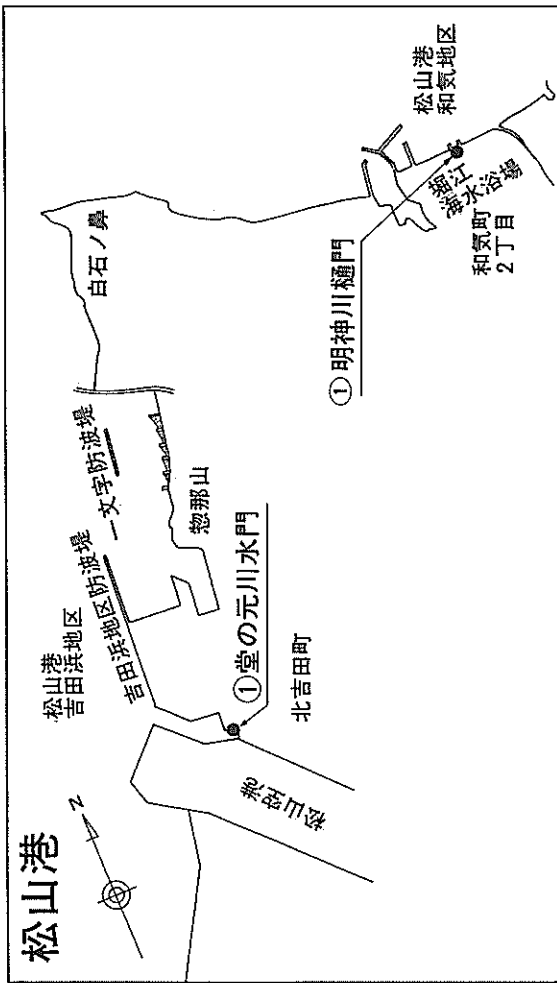 松山港
N
松山港
吉田浜地区
吉田浜地区防波堤
一文字防波堤
白石ノ鼻
惣那山
①堂の元川水門
北吉田町
松山空港
①明神川樋門
松山港
和気地区
堀江
海水浴場
和気町
2丁目